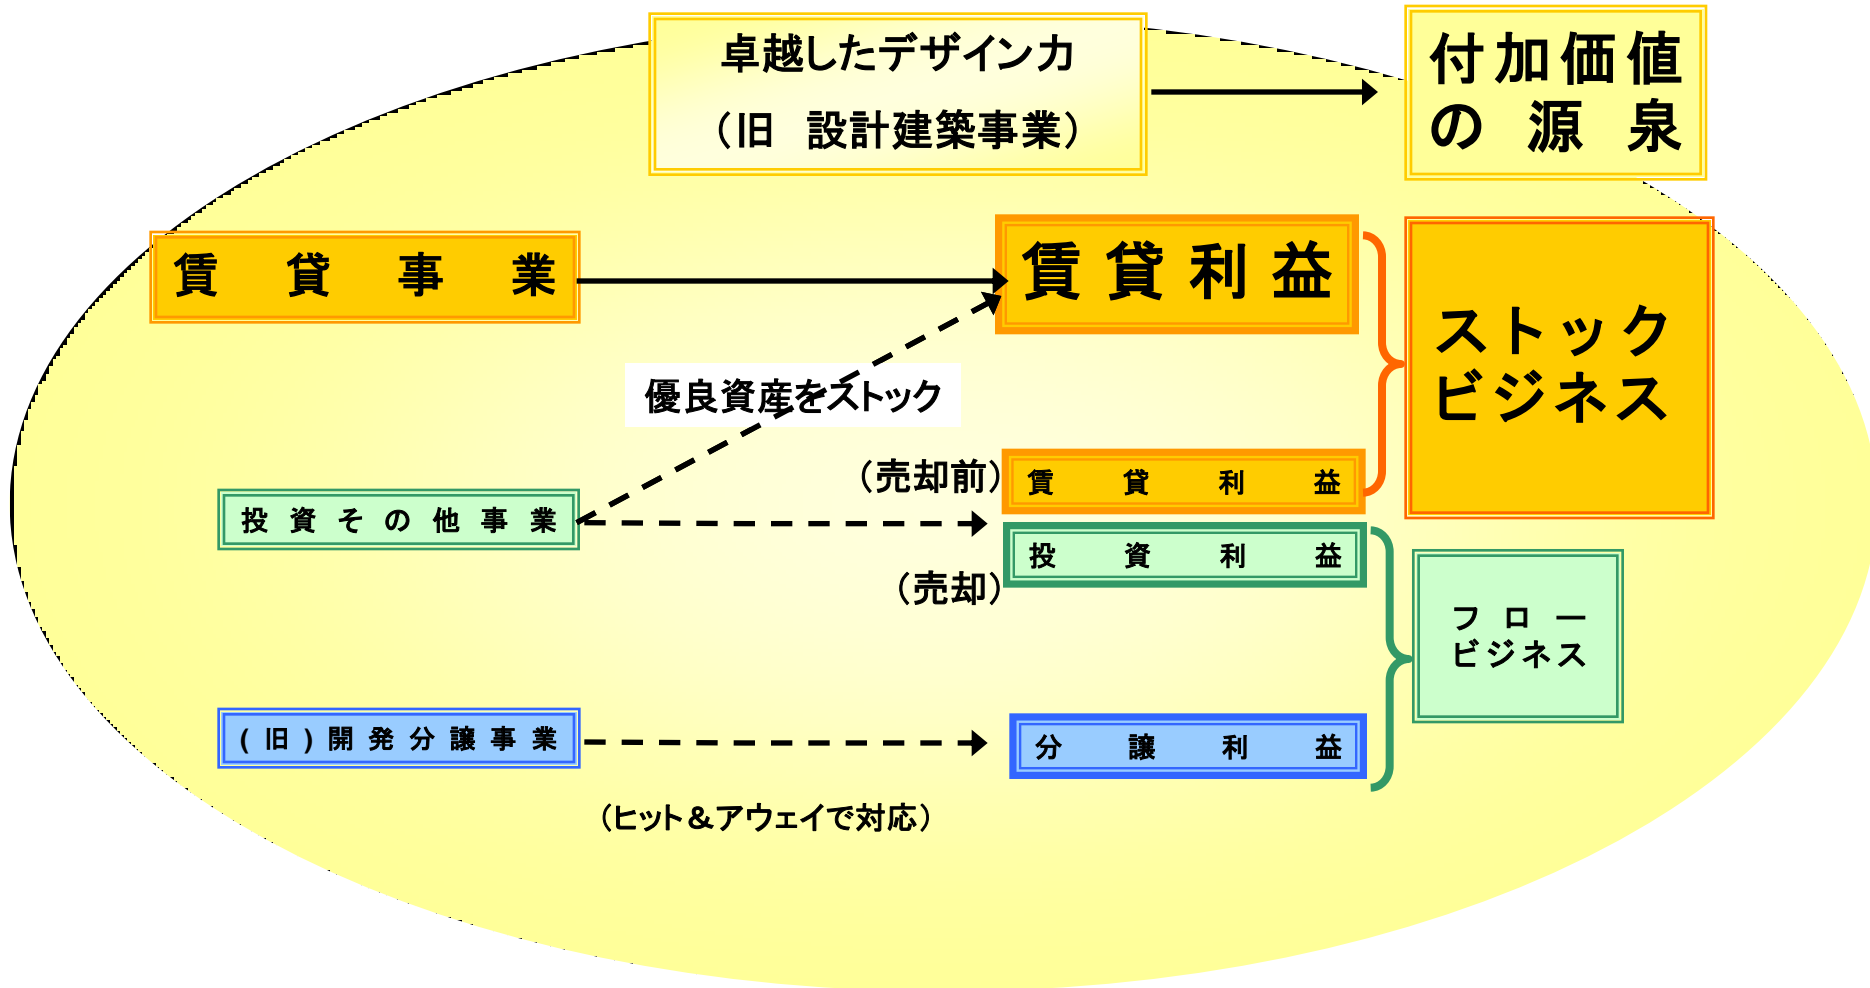 卓越したデザイン力
（旧　設計建築事業）
付加価値
の源泉
賃貸事業
賃貸利益
ストック
ビジネス
優良資産をストック
（売却前）
賃貸利益
投資その他事業
投資利益
（売却）
フロー
ビジネス
(旧)開発分譲事業
分譲利益
（ヒット＆アウェイで対応）